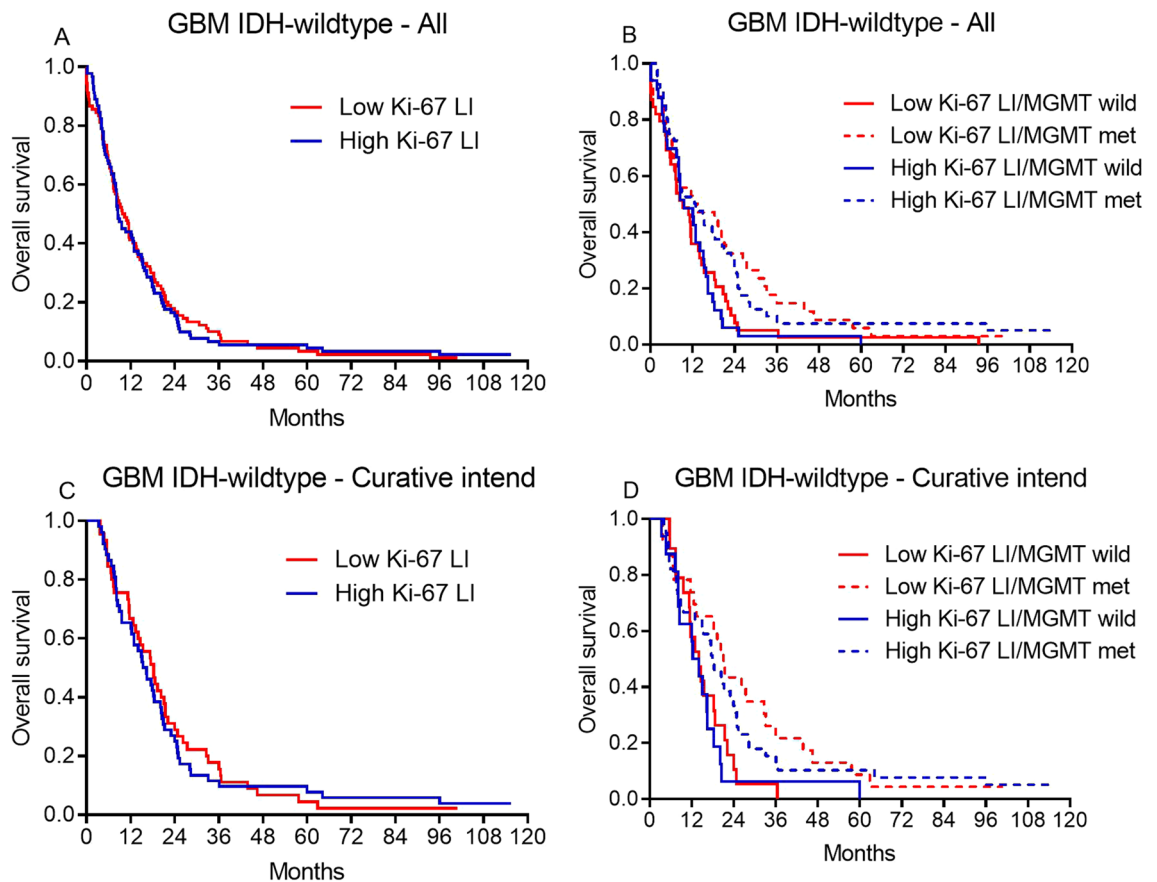 A
GBM IDH-wildtype - All
1.0
0.8
0.6
0.4
0.2
0.0
Overall survival
Low Ki-67 LI
High Ki-67 LI
0 12 24 36 48 60 72 84 96 108 120
Months
B
GBM IDH-wildtype - All
1.0
0.8
0.6
0.4
0.2
0.0
Overall survival
Low Ki-67 LI/MGMT wild
Low Ki-67 LI/MGMT met
High Ki-67 LI/MGMT wild
High Ki-67 LI/MGMT met
0 12 24 36 48 60 72 84 96 108 120
Months
C
GBM IDH-wildtype - Curative intend
1.0
0.8
0.6
0.4
0.2
0.0
Overall survival
Low Ki-67 LI
High Ki-67 LI
0 12 24 36 48 60 72 84 96 108 120
Months
D
GBM IDH-wildtype - Curative intend
1.0
0.8
0.6
0.4
0.2
0.0
Overall survival
Low Ki-67 LI/MGMT wild
Low Ki-67 LI/MGMT met
High Ki-67 LI/MGMT wild
High Ki-67 LI/MGMT met
0 12 24 36 48 60 72 84 96 108 120
Months